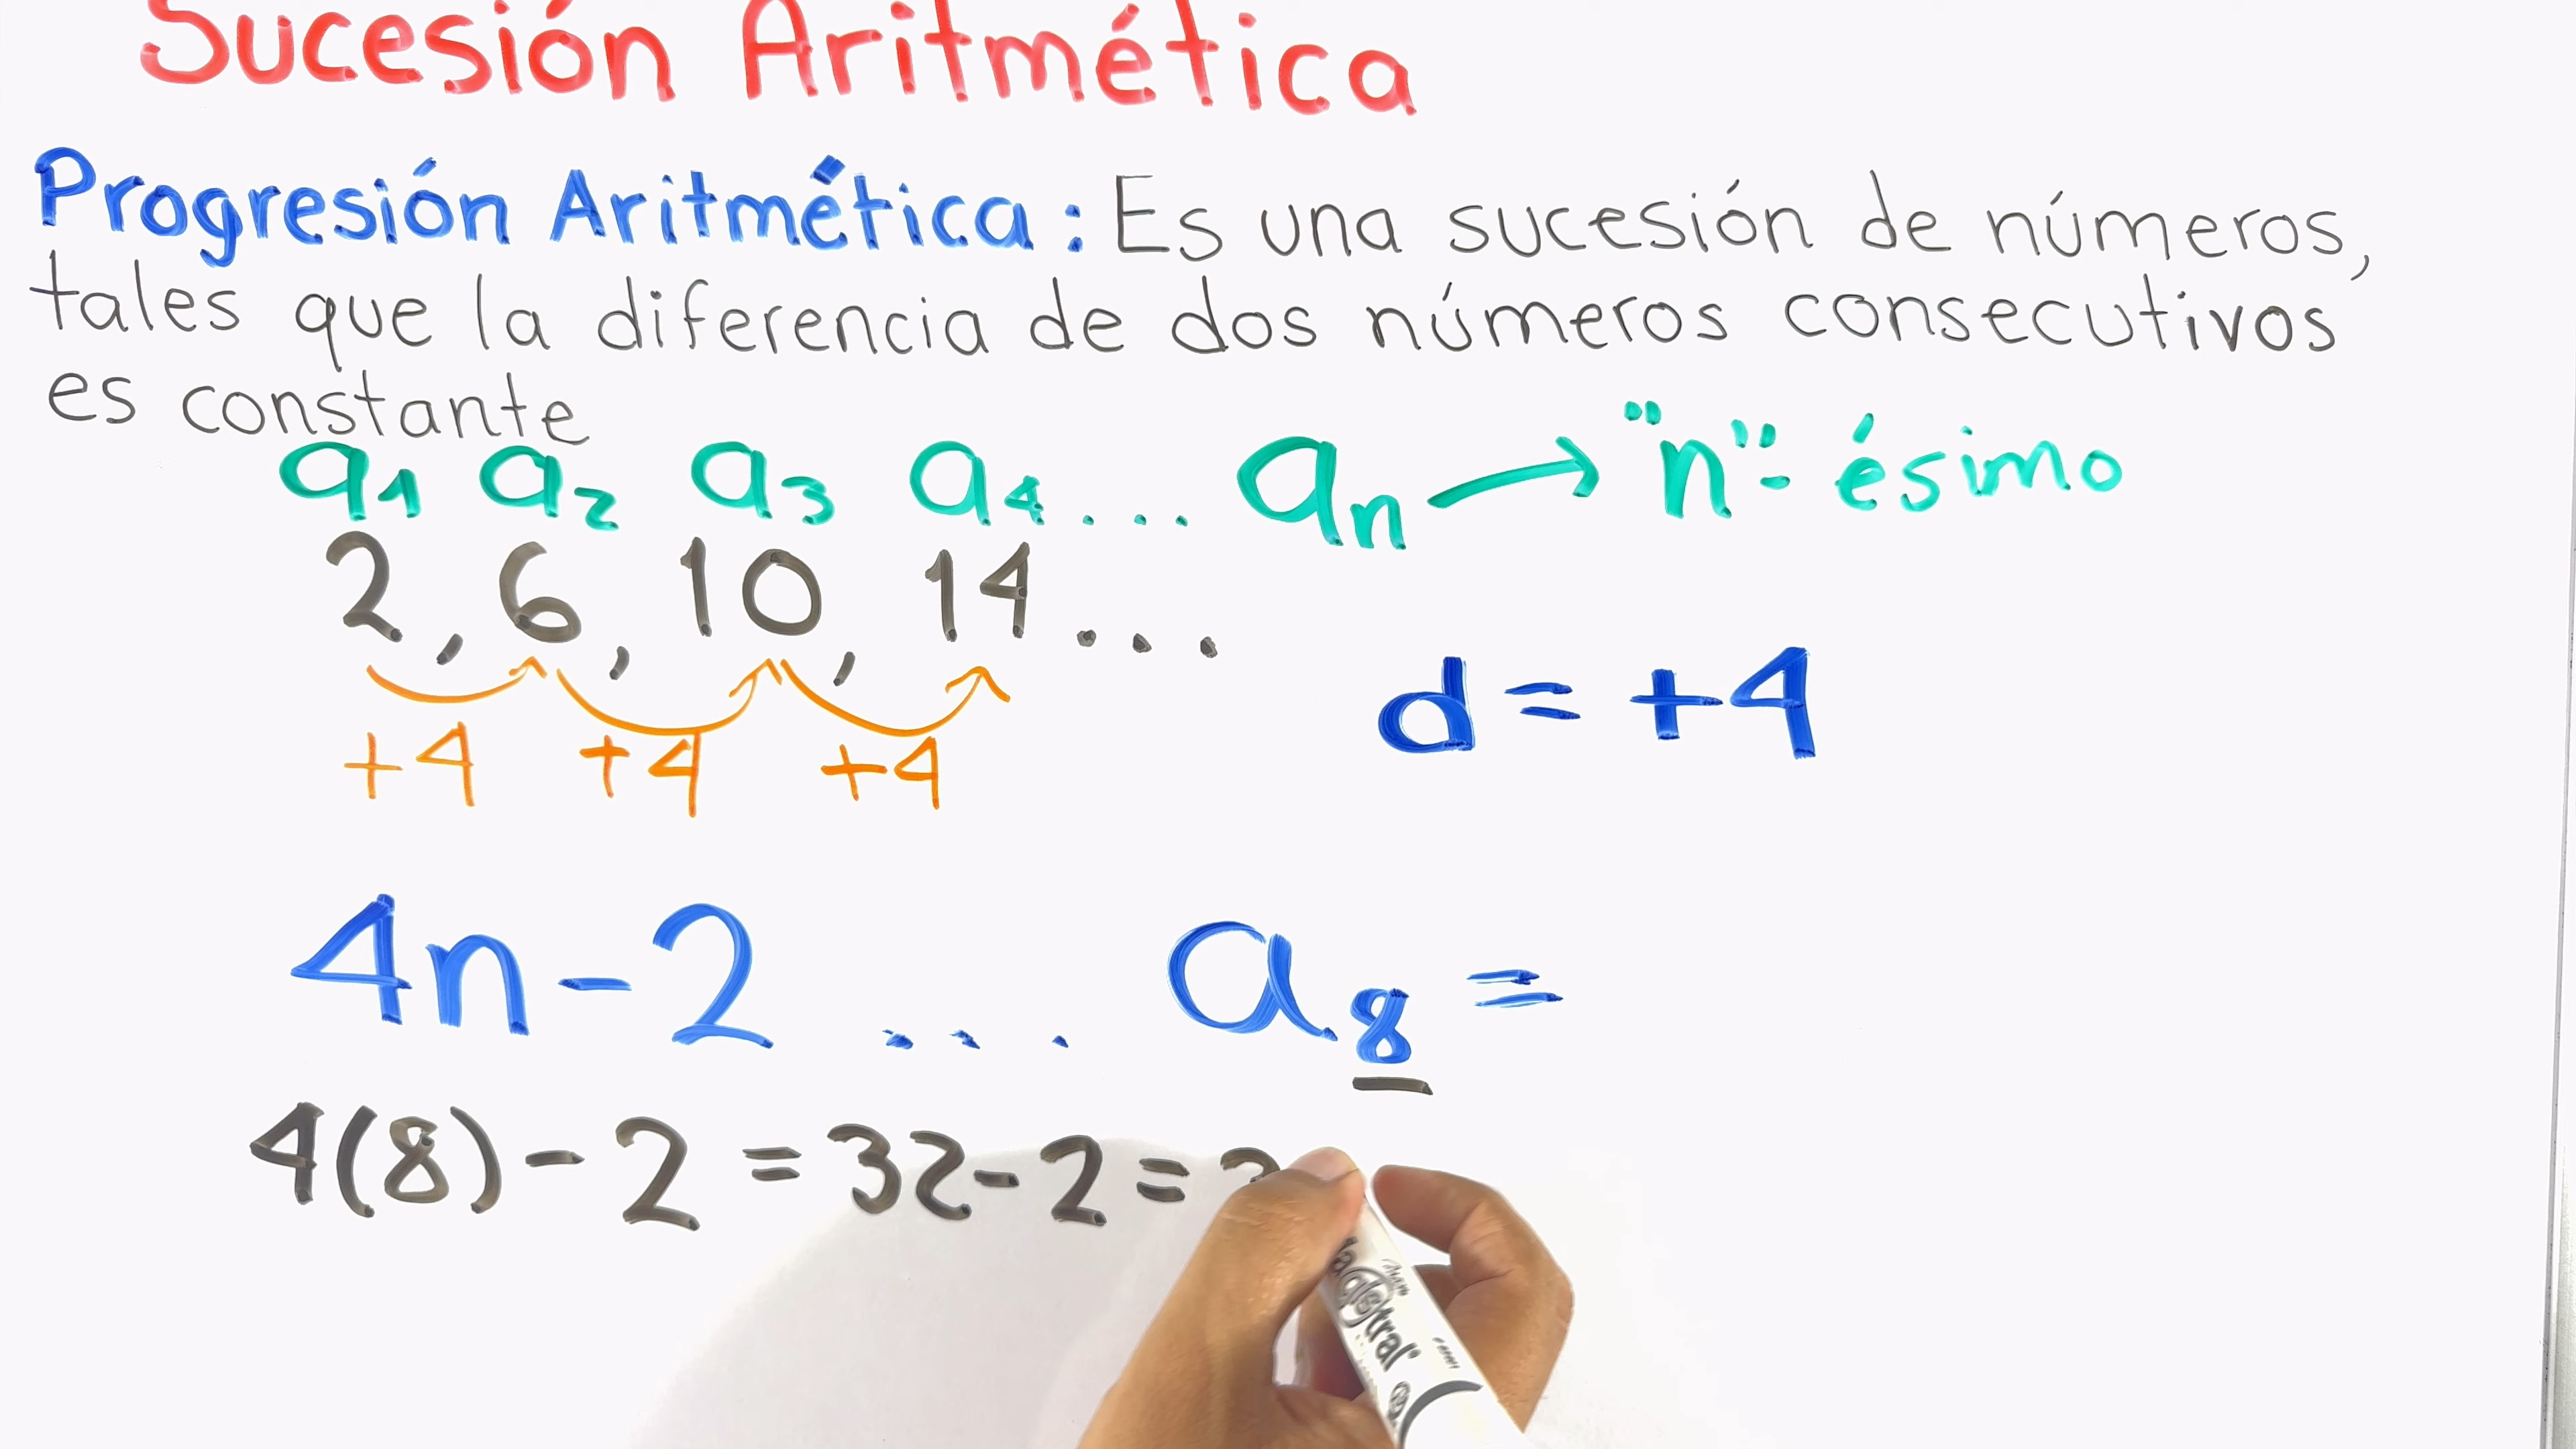 Sucesión Aritmética
Progresión Aritmética: Es una sucesión de números,
tales que la diferencia de dos números consecutivos
es constante
a1 a2 a3 a4... an → "n"-ésimo
2, 6, 10, 14...
d = +4
+4 +4 +4
4n-2 ... a8 =
4(8)-2 = 32-2 =